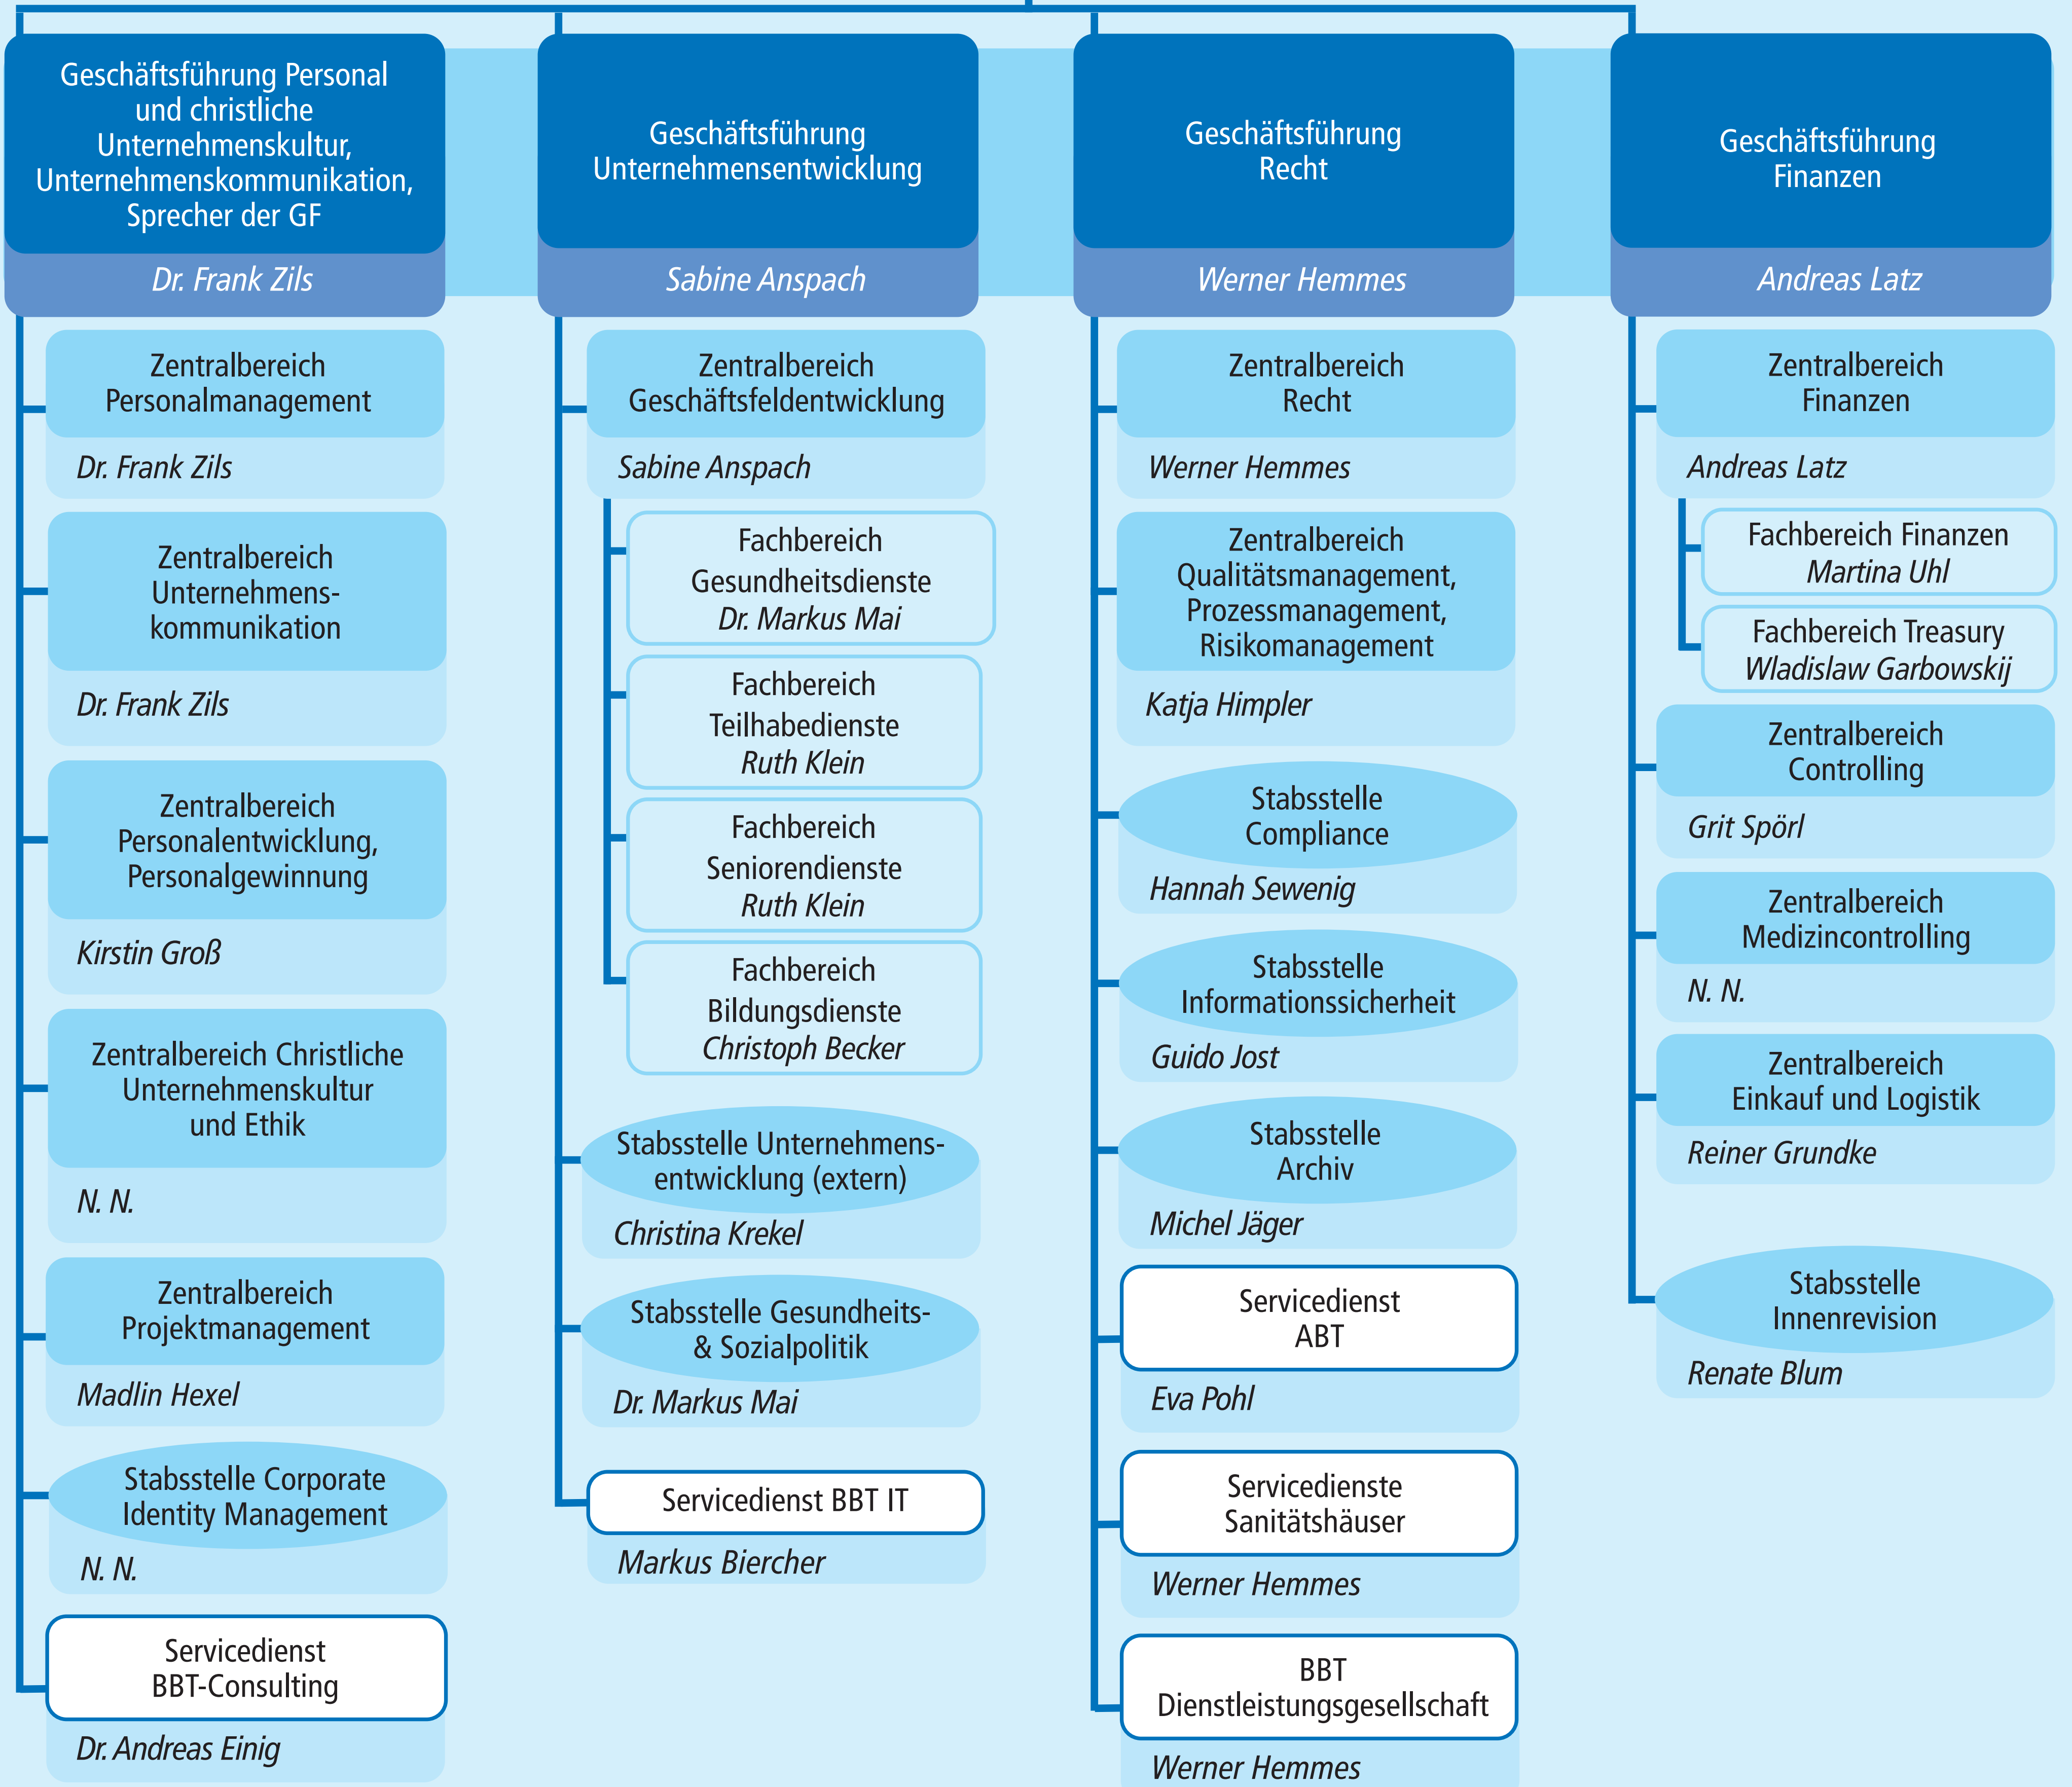 Geschäftsführung Personal
und christliche
Unternehmenskultur,
Unternehmenskommunikation,
Sprecher der GF
Dr. Frank Zils
Zentralbereich
Personalmanagement
Dr. Frank Zils
Zentralbereich
Unternehmens-
kommunikation
Dr. Frank Zils
Zentralbereich
Personalentwicklung,
Personalgewinnung
Kirstin Groß
Zentralbereich Christliche
Unternehmenskultur
und Ethik
N. N.
Zentralbereich
Projektmanagement
Madlin Hexel
Stabsstelle Corporate
Identity Management
N. N.
Servicedienst
BBT-Consulting
Dr. Andreas Einig
Geschäftsführung
Unternehmensentwicklung
Sabine Anspach
Zentralbereich
Geschäftsfeldentwicklung
Sabine Anspach
Fachbereich
Gesundheitsdienste
Dr. Markus Mai
Fachbereich
Teilhabedienste
Ruth Klein
Fachbereich
Seniorendienste
Ruth Klein
Fachbereich
Bildungsdienste
Christoph Becker
Stabsstelle Unternehmens-
entwicklung (extern)
Christina Krekel
Stabsstelle Gesundheits-
& Sozialpolitik
Dr. Markus Mai
Servicedienst BBT IT
Markus Biercher
Geschäftsführung
Recht
Werner Hemmes
Zentralbereich
Recht
Werner Hemmes
Zentralbereich
Qualitätsmanagement,
Prozessmanagement,
Risikomanagement
Katja Himpler
Stabsstelle
Compliance
Hannah Sewenig
Stabsstelle
Informationssicherheit
Guido Jost
Stabsstelle
Archiv
Michel Jäger
Servicedienst
ABT
Eva Pohl
Servicedienste
Sanitätshäuser
Werner Hemmes
BBT
Dienstleistungsgesellschaft
Werner Hemmes
Geschäftsführung
Finanzen
Andreas Latz
Zentralbereich
Finanzen
Andreas Latz
Fachbereich Finanzen
Martina Uhl
Fachbereich Treasury
Wladislaw Garbowskij
Zentralbereich
Controlling
Grit Spörl
Zentralbereich
Medizincontrolling
N. N.
Zentralbereich
Einkauf und Logistik
Reiner Grundke
Stabsstelle
Innenrevision
Renate Blum